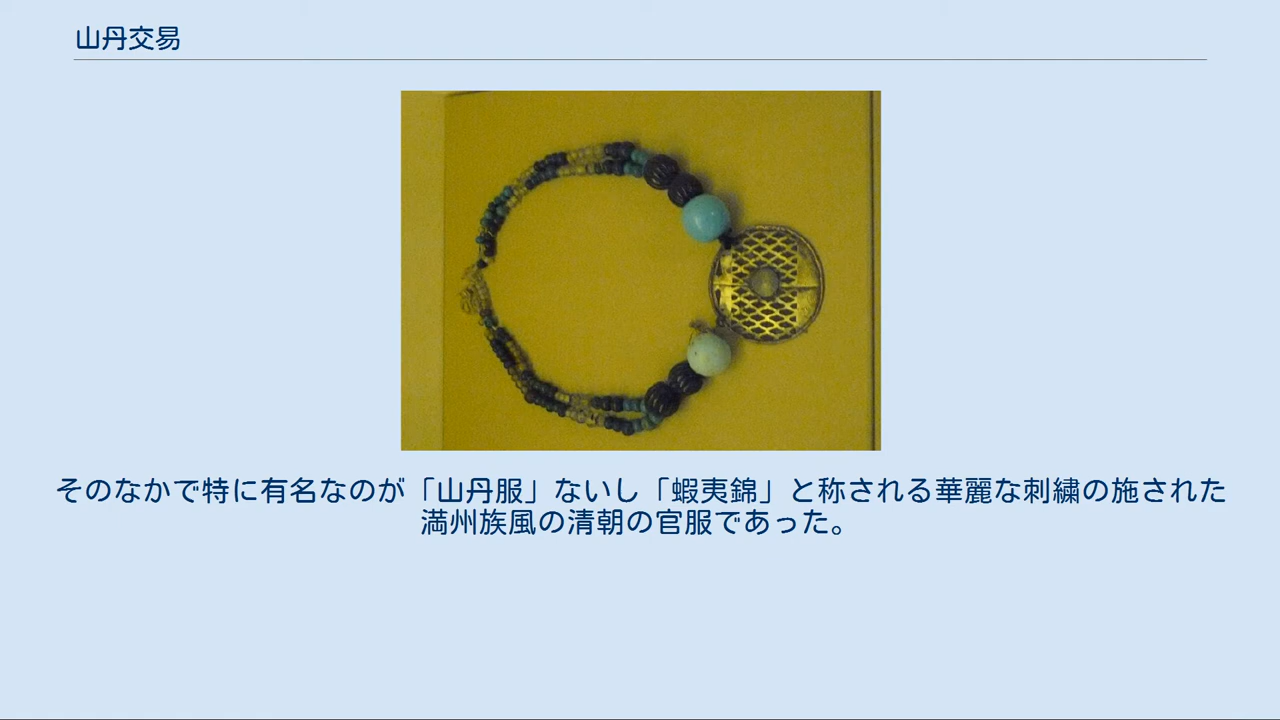 山丹交易
そのなかで特に有名なのが「山丹服」ないし「蝦夷錦」と称される華麗な刺繍の施された
満州族風の清朝の官服であった。